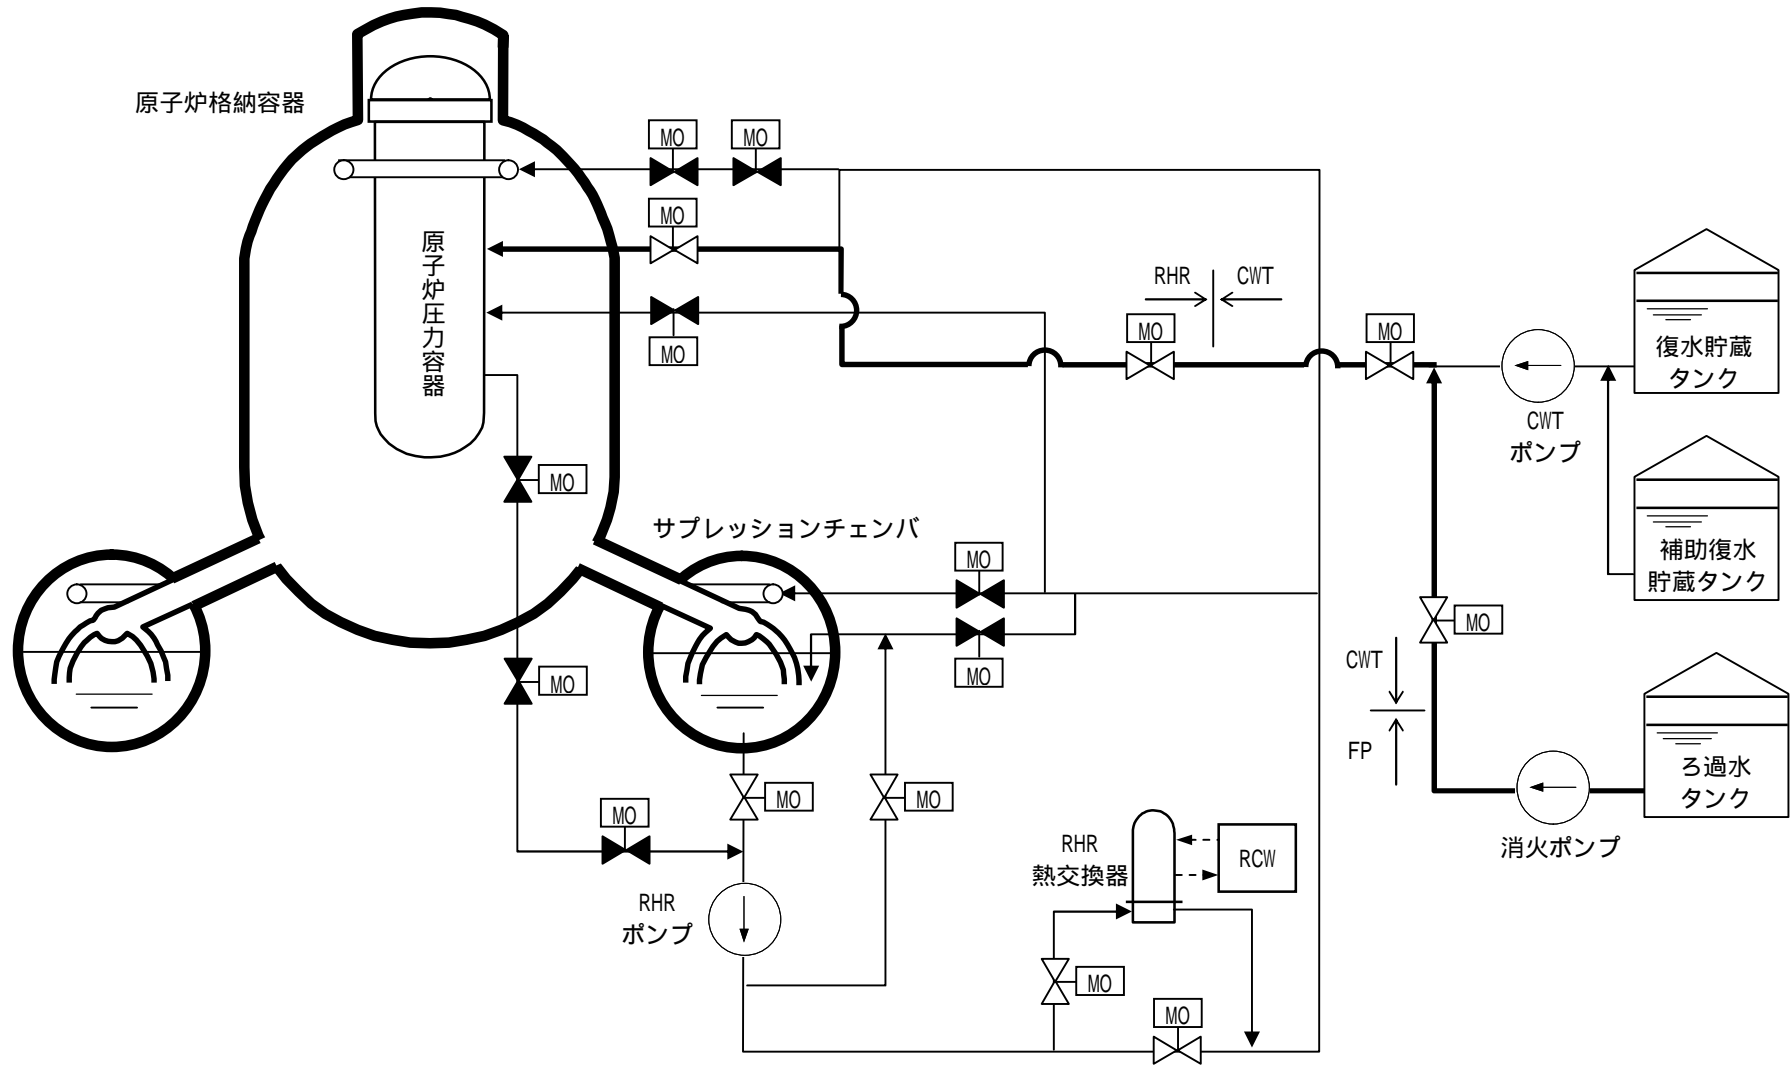 原子炉格納容器
MO
MO
MO
原子炉圧力容器
MO
RHR
CWT
MO
MO
復水貯蔵
タンク
CWT
ポンプ
MO
補助復水
貯蔵タンク
サプレッションチェンバ
MO
MO
MO
MO
CWT
FP
ろ過水
タンク
消火ポンプ
MO
MO
MO
RHR
ポンプ
RHR
熱交換器
RCW
MO
MO